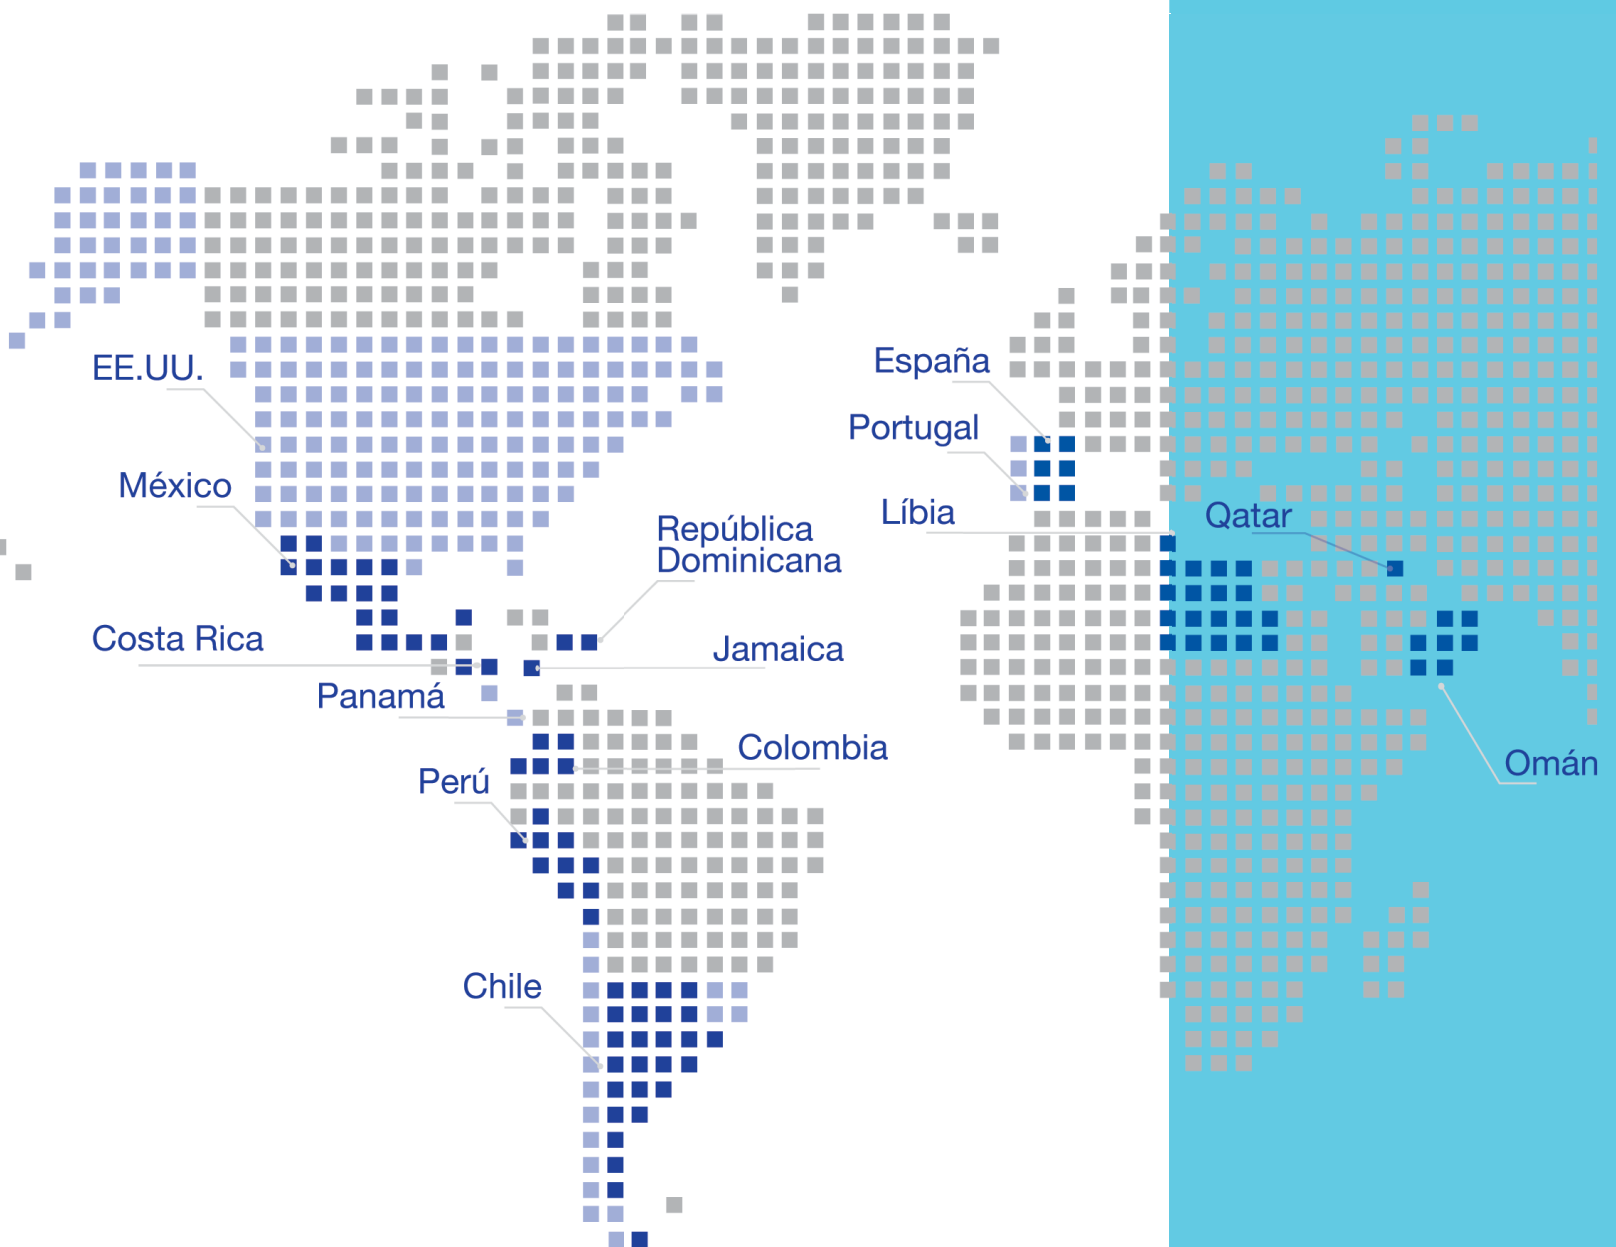 EE.UU.
España
Portugal
México
Líbia
Qatar
República
Dominicana
Costa Rica
Jamaica
Panamá
Colombia
Omán
Perú
Chile